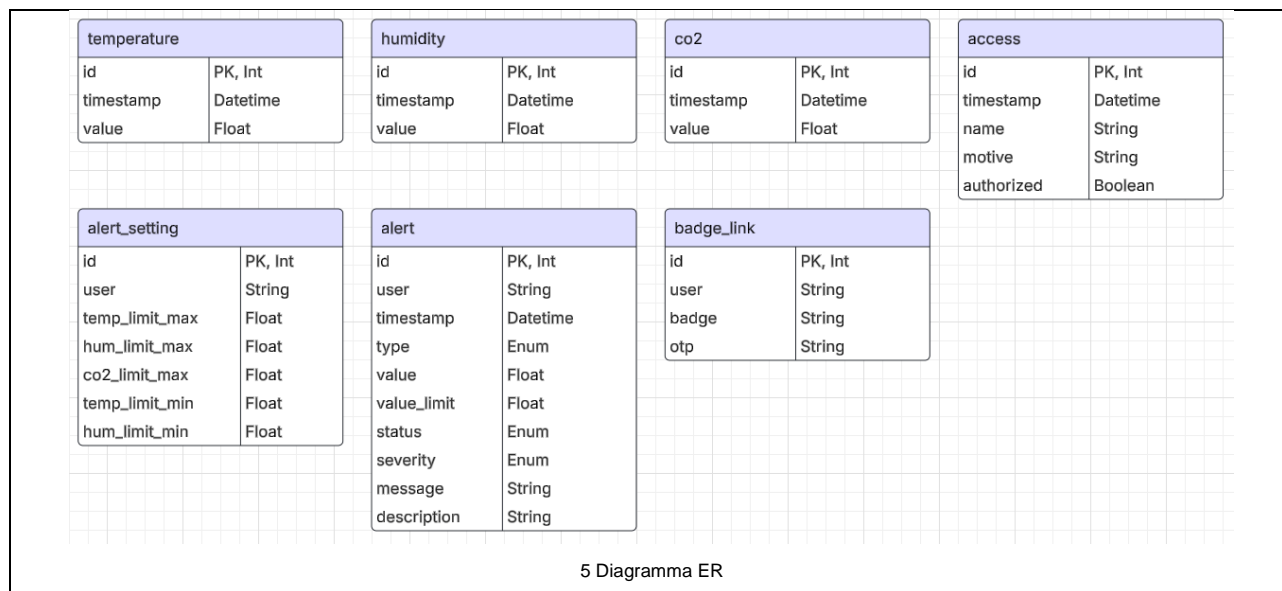 temperature
id PK, Int
timestamp Datetime
value Float
humidity
id PK, Int
timestamp Datetime
value Float
co2
id PK, Int
timestamp Datetime
value Float
access
id PK, Int
timestamp Datetime
name String
motive String
authorized Boolean
alert_setting
id PK, Int
user String
temp_limit_max Float
hum_limit_max Float
co2_limit_max Float
temp_limit_min Float
hum_limit_min Float
alert
id PK, Int
user String
timestamp Datetime
type Enum
value Float
value_limit Float
status Enum
severity Enum
message String
description String
badge_link
id PK, Int
user String
badge String
otp String
5 Diagramma ER